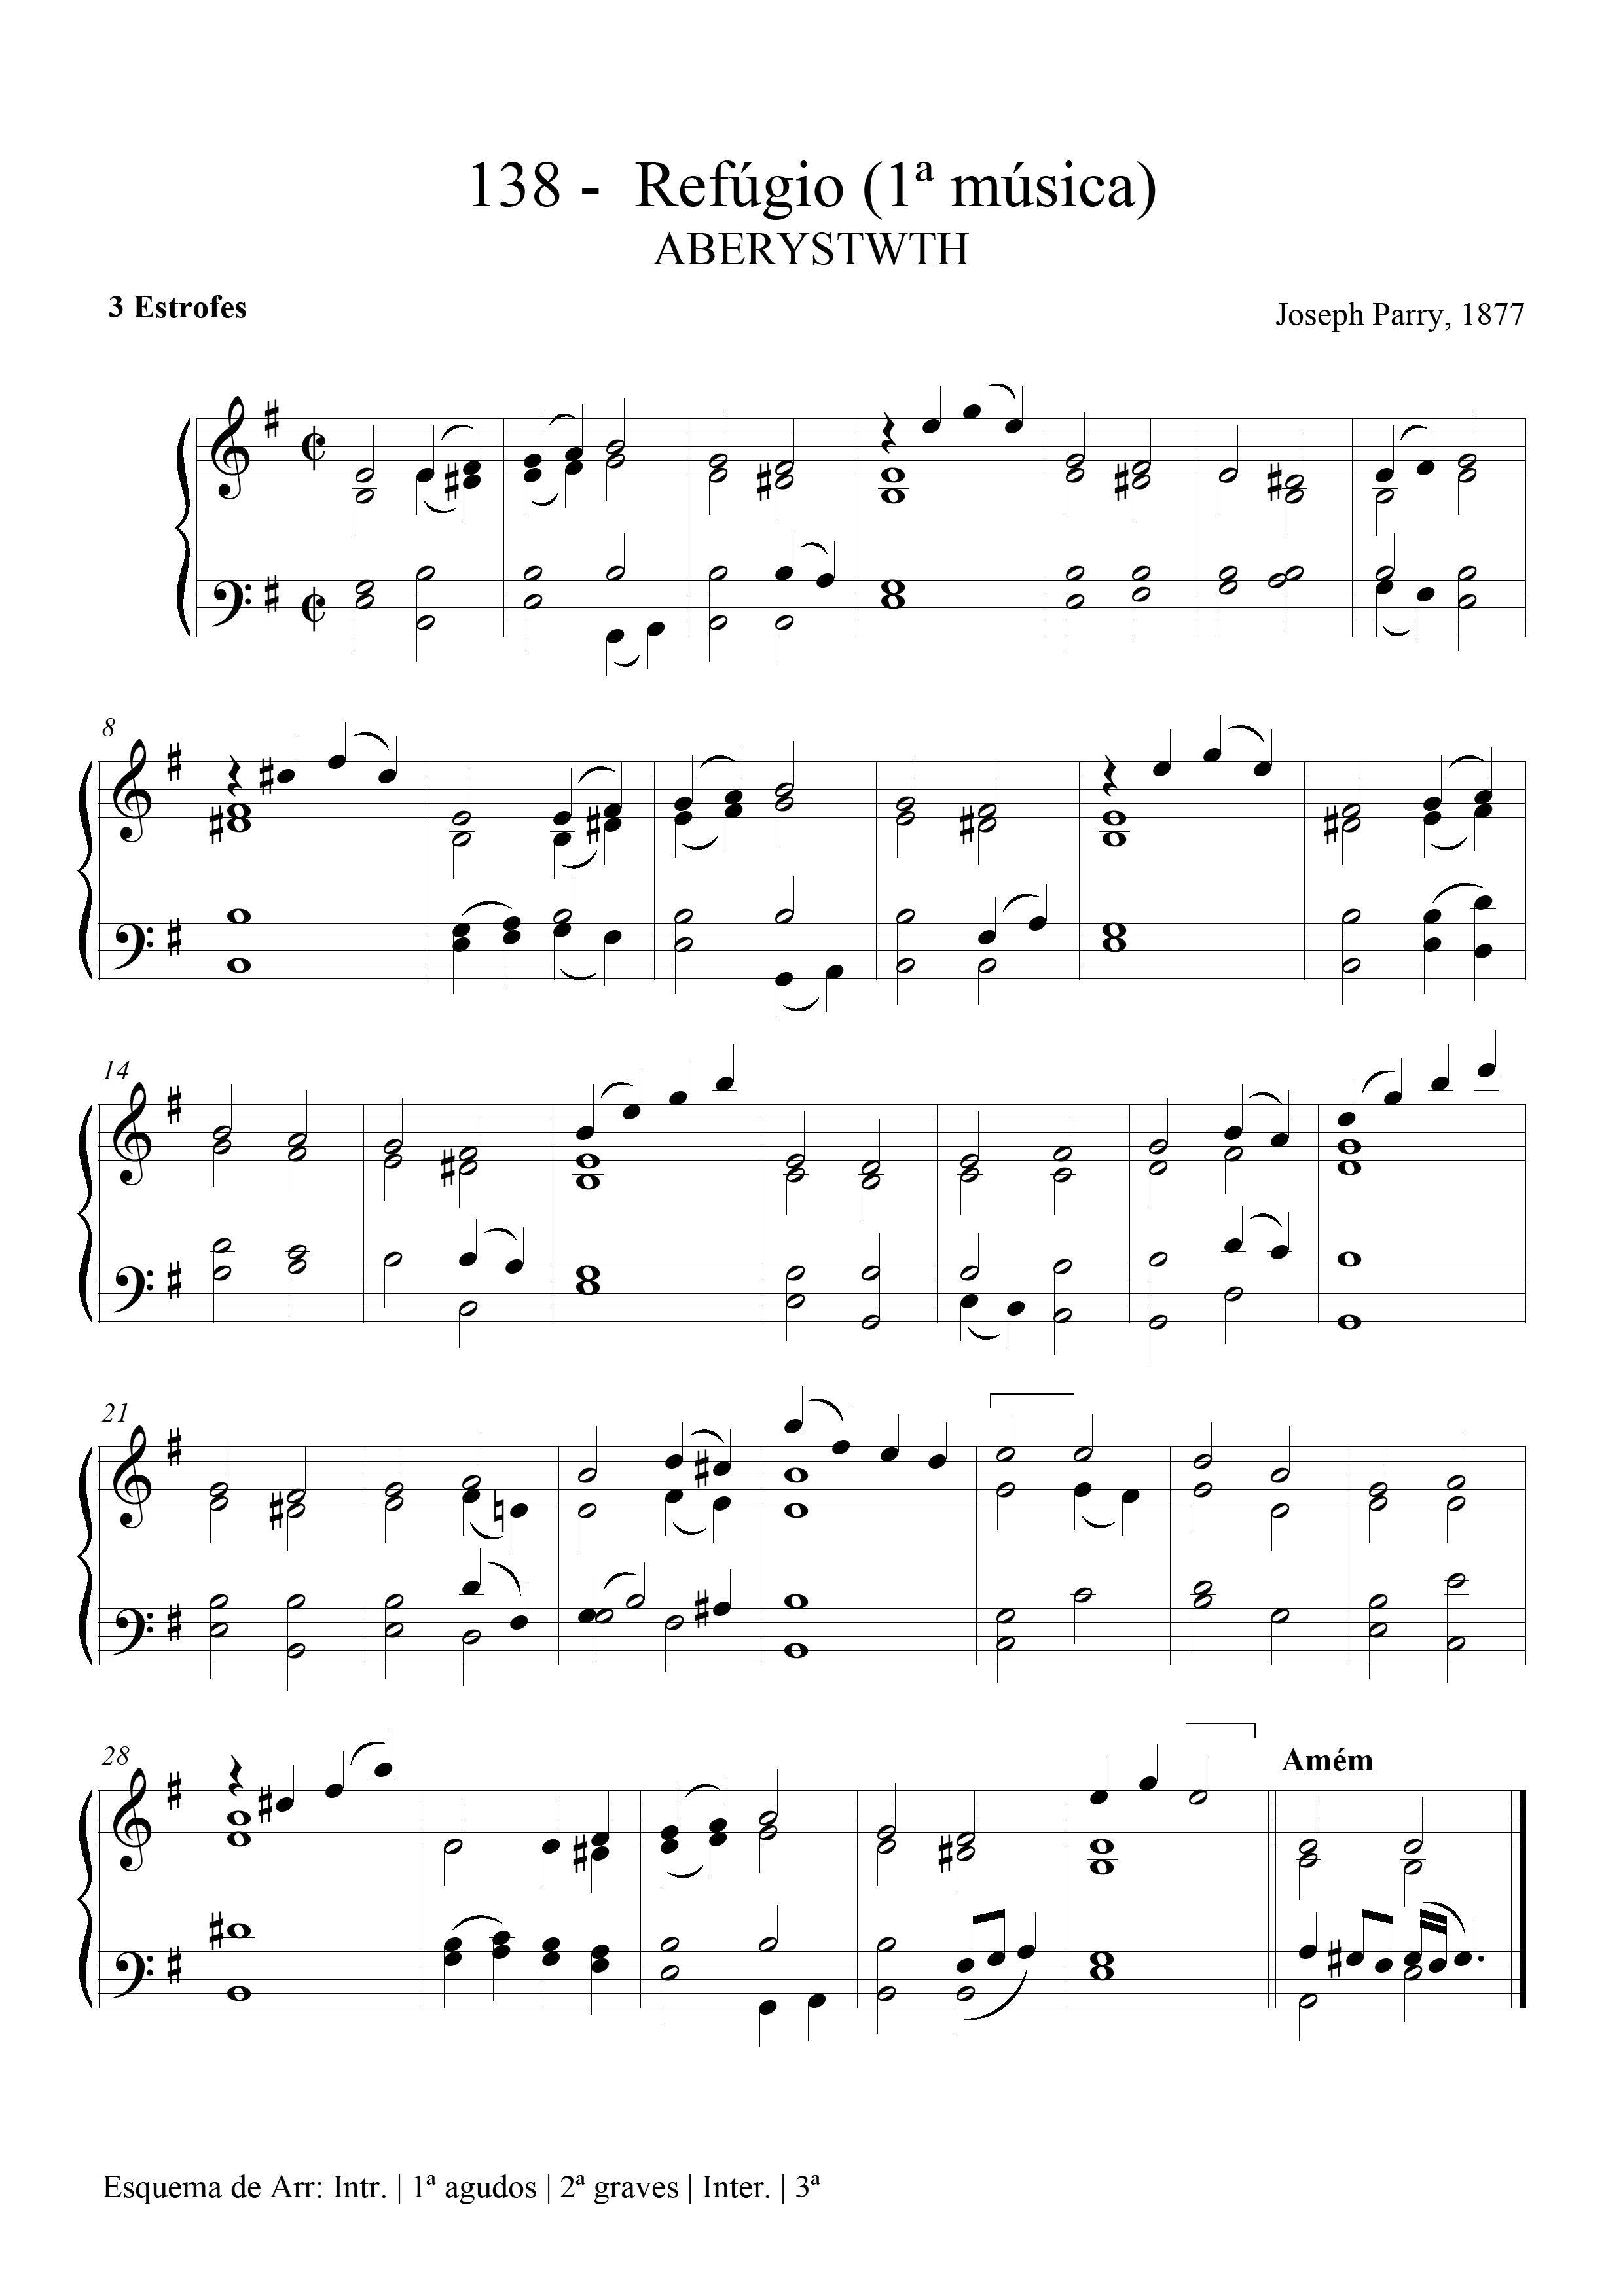 138 - Refúgio (1ª música)
ABERYSTWTH
3 Estrofes
Joseph Parry, 1877
8
14
21
28
Amém
Esquema de Arr: Intr. | 1ª agudos | 2ª graves | Inter. | 3ª